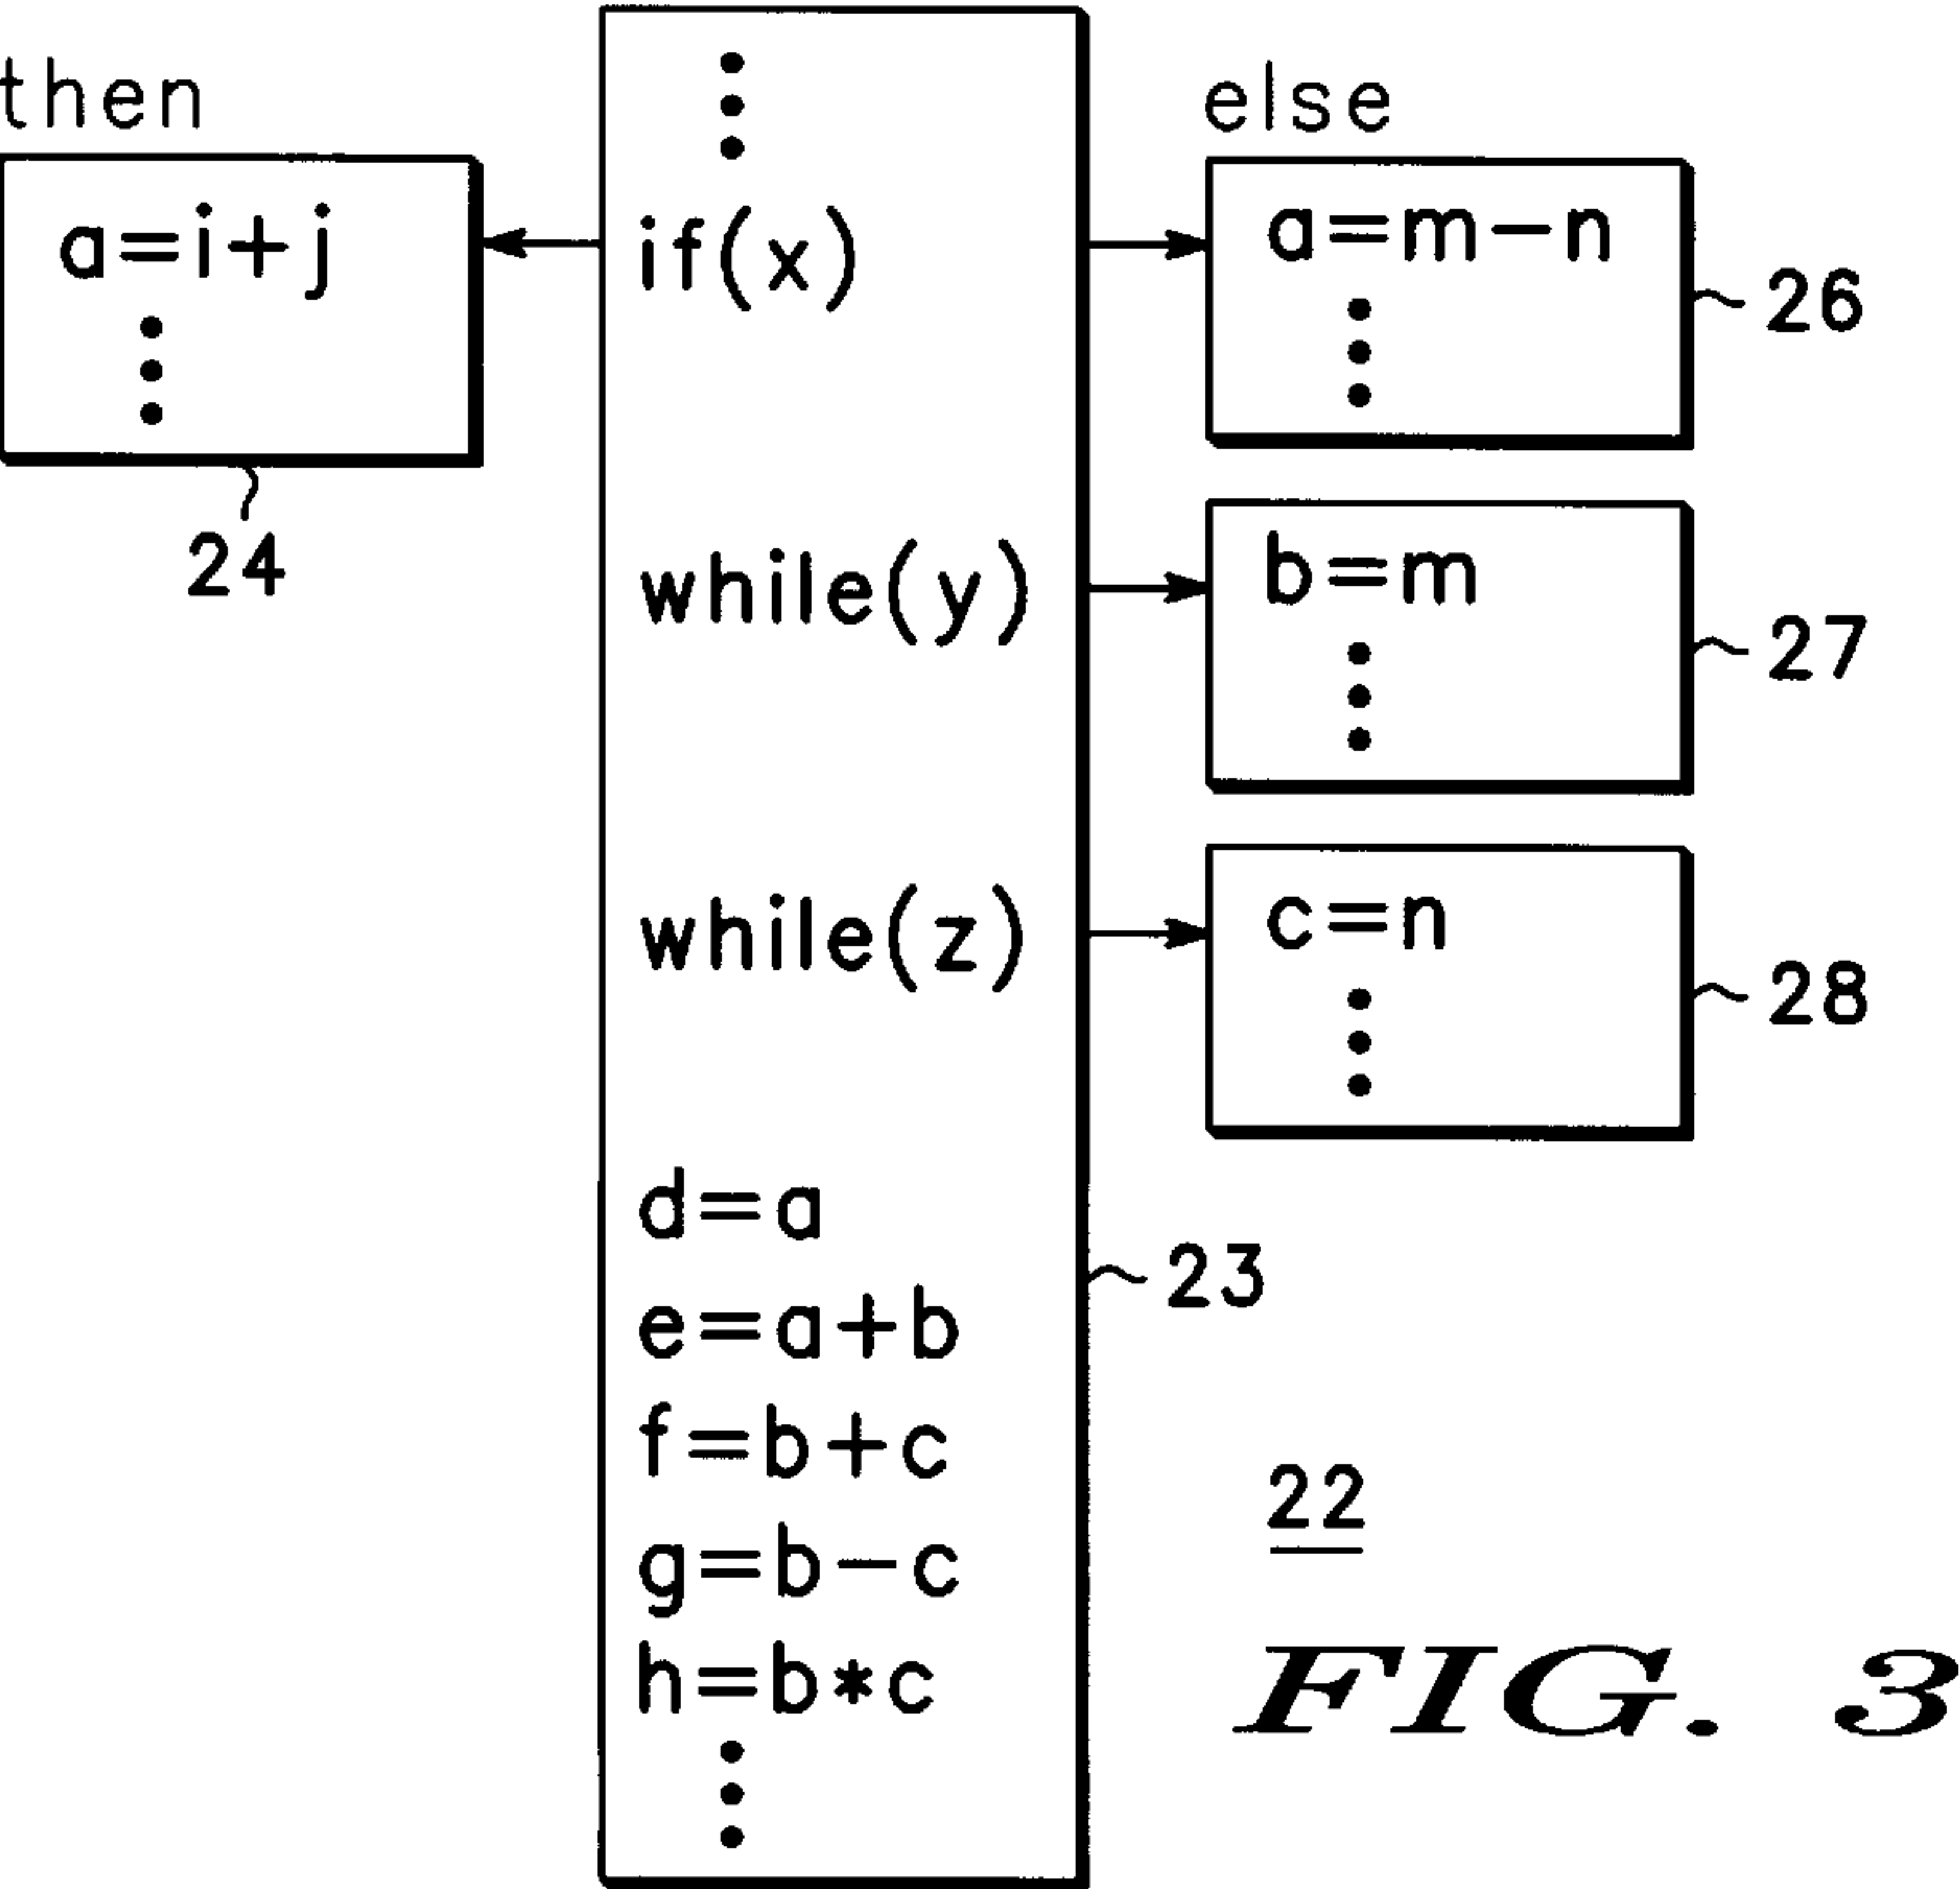 then
a=i+j
24
if(x)
while(y)
while(z)
d=a
e=a+b
f=b+c
g=b-c
h=b*c
23
else
a=m-n
26
b=m
27
c=n
28
22
FIG. 3